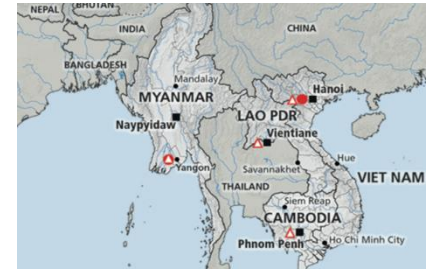 NEPAL
BHUTAN
CHINA
INDIA
BANGLADESH
Mandalay
MYANMAR
Hanoi
LAO PDR
Naypyidaw
Vientiane
Hue
Yangon
Savannakhet
VIET NAM
THAILAND
Siem Reap
CAMBODIA
Phnom Penh
Ho Chi Minh City